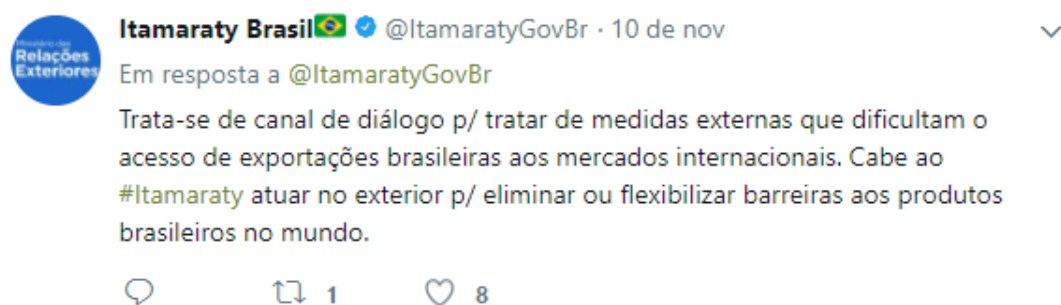 Itamaraty Brasil🇧🇷 @ItamaratyGovBr · 10 de nov
Ministério das
Relações
Exteriores
Em resposta a @ItamaratyGovBr
Trata-se de canal de diálogo p/ tratar de medidas externas que dificultam o
acesso de exportações brasileiras aos mercados internacionais. Cabe ao
#Itamaraty atuar no exterior p/ eliminar ou flexibilizar barreiras aos produtos
brasileiros no mundo.
1 8